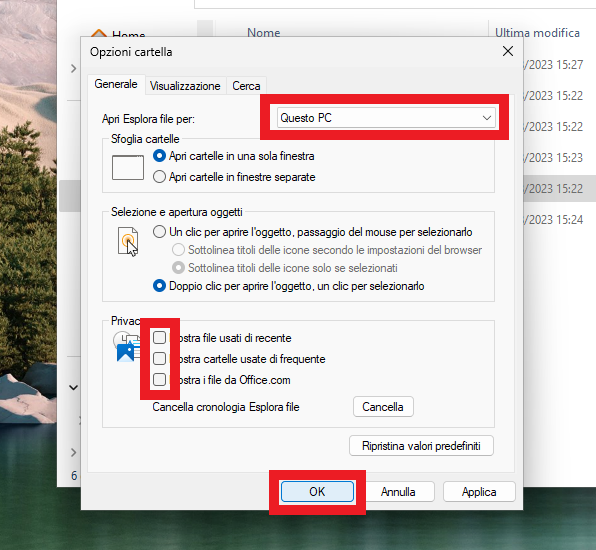 Home
Nome
Ultima modifica
Opzioni cartella
Generale
Visualizzazione
Cerca
/2023 15:27
/2023 15:22
/2023 15:22
/2023 15:23
/2023 15:22
/2023 15:24
Apri Esplora file per:
Questo PC
Sfoglia cartelle
Apri cartelle in una sola finestra
Apri cartelle in finestre separate
Selezione e apertura oggetti
Un clic per aprire l'oggetto, passaggio del mouse per selezionarlo
Sottolinea titoli delle icone secondo le impostazioni del browser
Sottolinea titoli delle icone solo se selezionati
Doppio clic per aprire l'oggetto, un clic per selezionarlo
Privac
ostra file usati di recente
ostra cartelle usate di frequente
ostra i file da Office.com
Cancella cronologia Esplora file
Cancella
Ripristina valori predefiniti
6
OK
Annulla
Applica